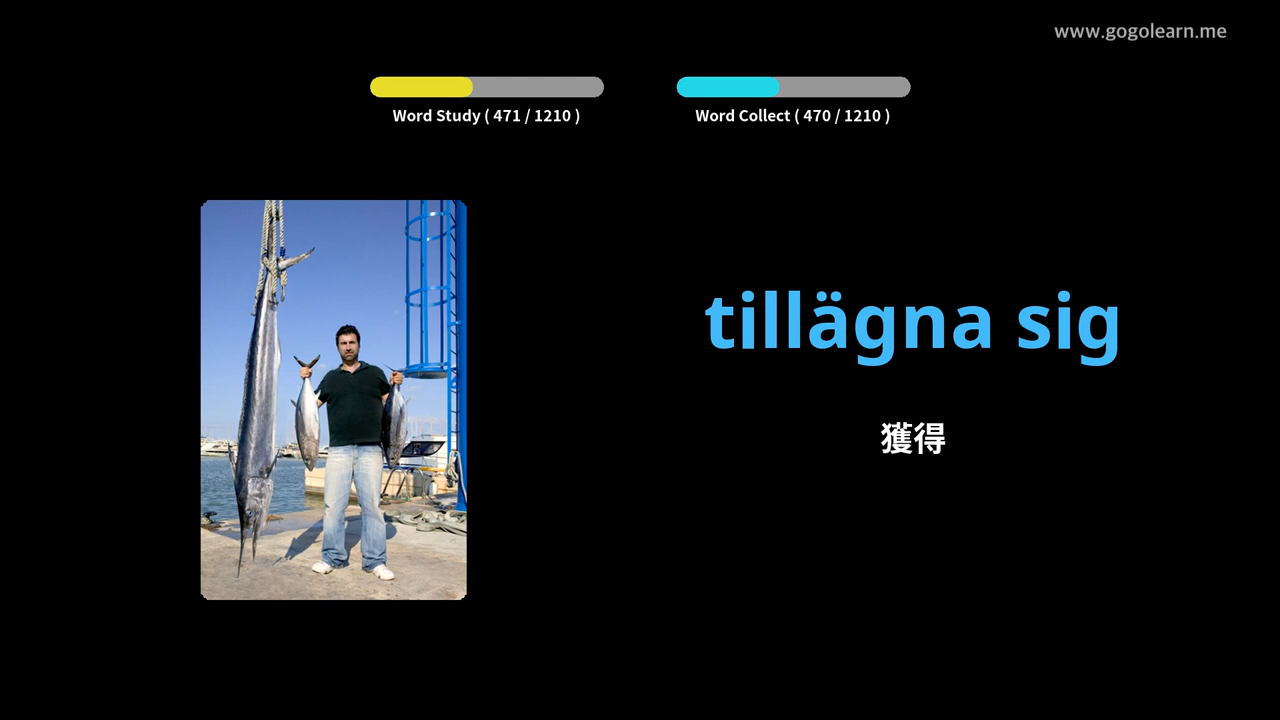 www.gogolearn.me
Word Study ( 471 / 1210 )
Word Collect ( 470 / 1210 )
tillägna sig
獲得